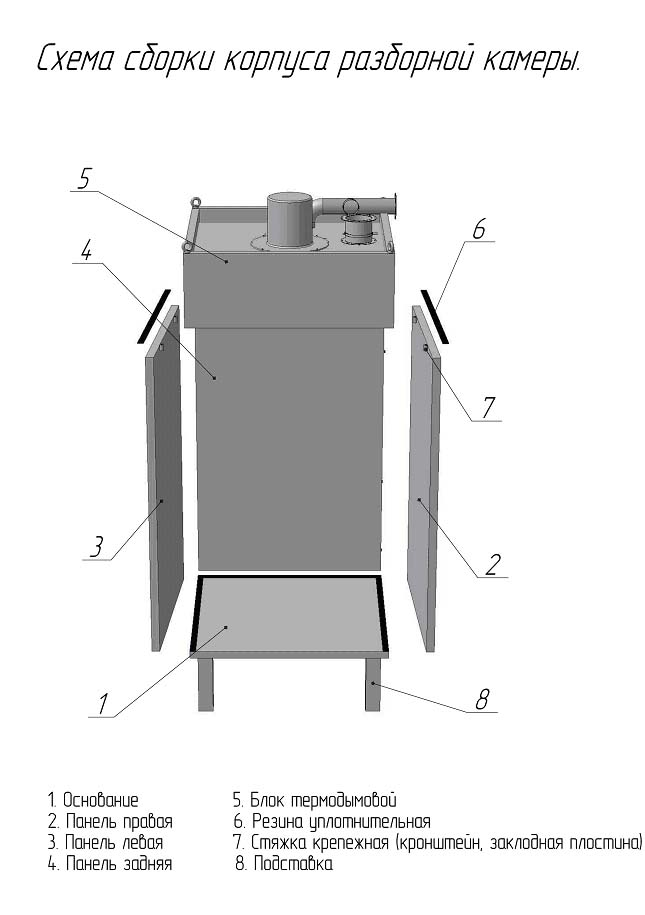 Схема сборки корпуса разборной камеры.
5
4
6
7
3
2
1
8
1. Основание
2. Панель правая
3. Панель левая
4. Панель задняя
5. Блок термодымовой
6. Резина уплотнительная
7. Стяжка крепежная (кронштейн, закладная плостина)
8. Подставка